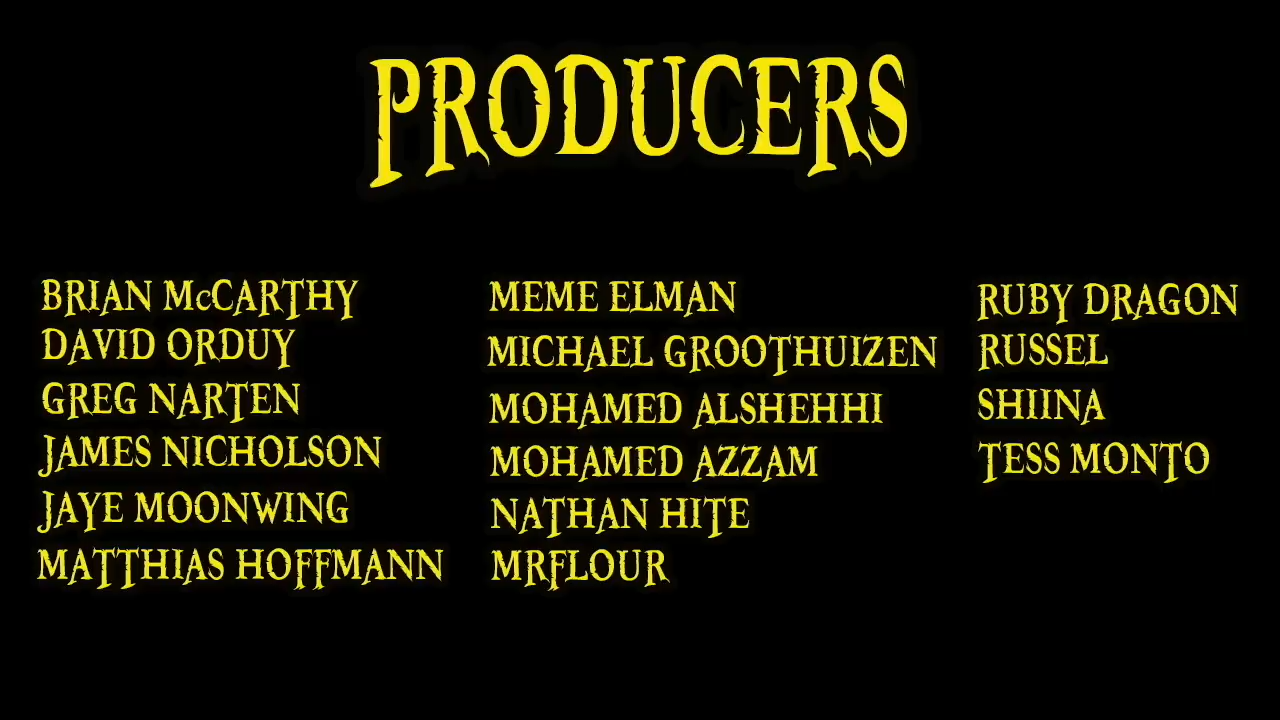 PRODUCERS
BRIAN McCARTHY
DAVID ORDUY
GREG NARTEN
JAMES NICHOLSON
JAYE MOONWING
MATTHIAS HOFFMANN
MEME ELMAN
MICHAEL GROOTHUIZEN
MOHAMED ALSHEHHI
MOHAMED AZZAM
NATHAN HITE
MRFLOUR
RUBY DRAGON
RUSSEL
SHIINA
TESS MONTO